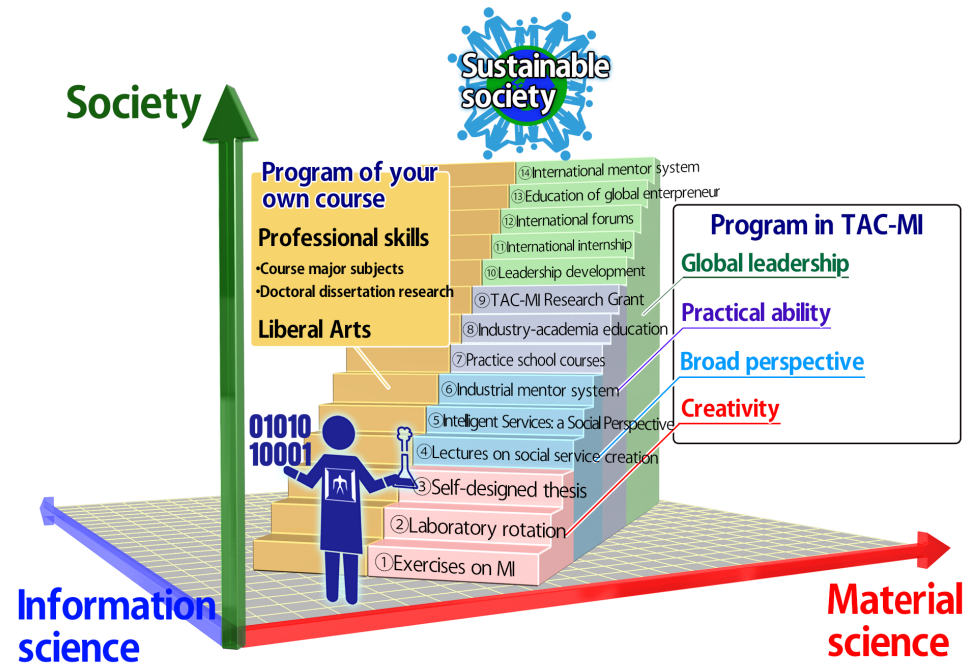 Sustainable
society
Society
Program of your
own course
Professional skills
•Course major subjects
•Doctoral dissertation research
Liberal Arts
⑭International mentor system
⑬Education of global enterpreneur
⑫International forums
⑪International internship
⑩Leadership development
⑨TAC-MI Research Grant
⑧Industry-academia education
⑦Practice school courses
⑥Industrial mentor system
⑤Intelligent Services: a Social Perspective
④Lectures on social service creation
③Self-designed thesis
②Laboratory rotation
①Exercises on MI
Program in TAC-MI
Global leadership
Practical ability
Broad perspective
Creativity
01010
10001
Information
science
Material
science